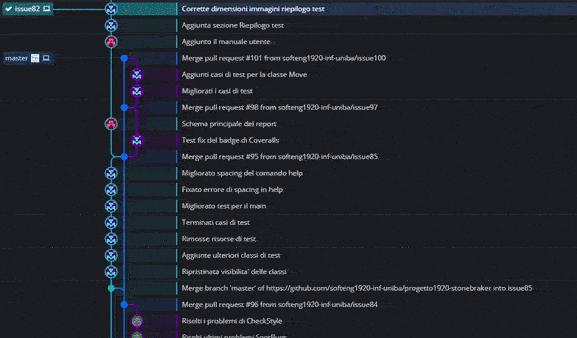 issue82
Corrette dimensioni immagini riepilogo test
Aggiunta sezione Riepilogo test
Aggiunto il manuale utente
master
Merge pull request #101 from softeng1920-inf-uniba/issue100
Aggiunti casi di test per la classe Move
Migliorati i casi di test
Merge pull request #98 from softeng1920-inf-uniba/issue97
Schema principale del report
Test fix del badge di Coveralls
Merge pull request #95 from softeng1920-inf-uniba/issue85
Migliorato spacing del comando help
Fixato errore di spacing in help
Migliorato test per il main
Terminati casi di test
Rimosse risorse di test
Aggiunte ulteriori classi di test
Ripristinata visibilita' delle classi
Merge branch 'master' of https://github.com/softeng1920-inf-uniba/progetto1920-stonebraker into issue85
Merge pull request #96 from softeng1920-inf-uniba/issue84
Risolti i problemi di CheckStyle
Risolti ultimi problemi SpotBugs